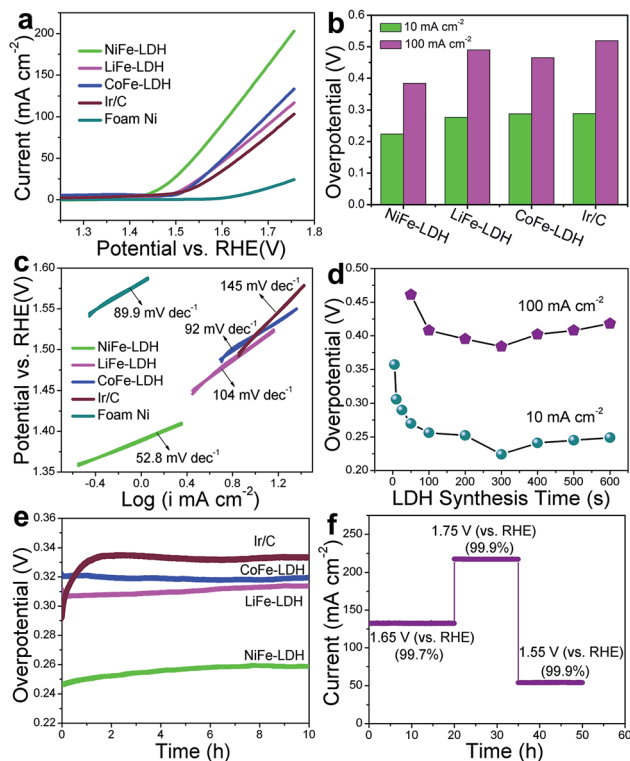 a
Current (mA cm-2)
200
150
100
50
0
1.3 1.4 1.5 1.6 1.7 1.8
Potential vs. RHE(V)
NiFe-LDH
LiFe-LDH
CoFe-LDH
Ir/C
Foam Ni
b
Overpotential (V)
0.6
0.5
0.4
0.3
0.2
0.1
0.0
10 mA cm-2
100 mA cm-2
NiFe-LDH
LiFe-LDH
CoFe-LDH
Ir/C
c
Potential vs. RHE(V)
1.60
1.55
1.50
1.45
1.40
1.35
145 mV dec-1
89.9 mV dec-1
92 mV dec-1
NiFe-LDH
LiFe-LDH
CoFe-LDH
Ir/C
Foam Ni
104 mV dec-1
52.8 mV dec-1
-0.4 0.0 0.4 0.8 1.2
Log (i mA cm-2)
d
Overpotential (V)
0.50
0.45
0.40
0.35
0.30
0.25
0.20
100 mA cm-2
10 mA cm-2
0 100 200 300 400 500 600
LDH Synthesis Time (s)
e
Overpotential (V)
0.36
0.34
0.32
0.30
0.28
0.26
0.24
0.22
Ir/C
CoFe-LDH
LiFe-LDH
NiFe-LDH
0 2 4 6 8 10
Time (h)
f
Current (mA cm-2)
250
200
150
100
50
0
1.75 V (vs. RHE)
(99.9%)
1.65 V (vs. RHE)
(99.7%)
1.55 V (vs. RHE)
(99.9%)
0 10 20 30 40 50 60
Time (h)